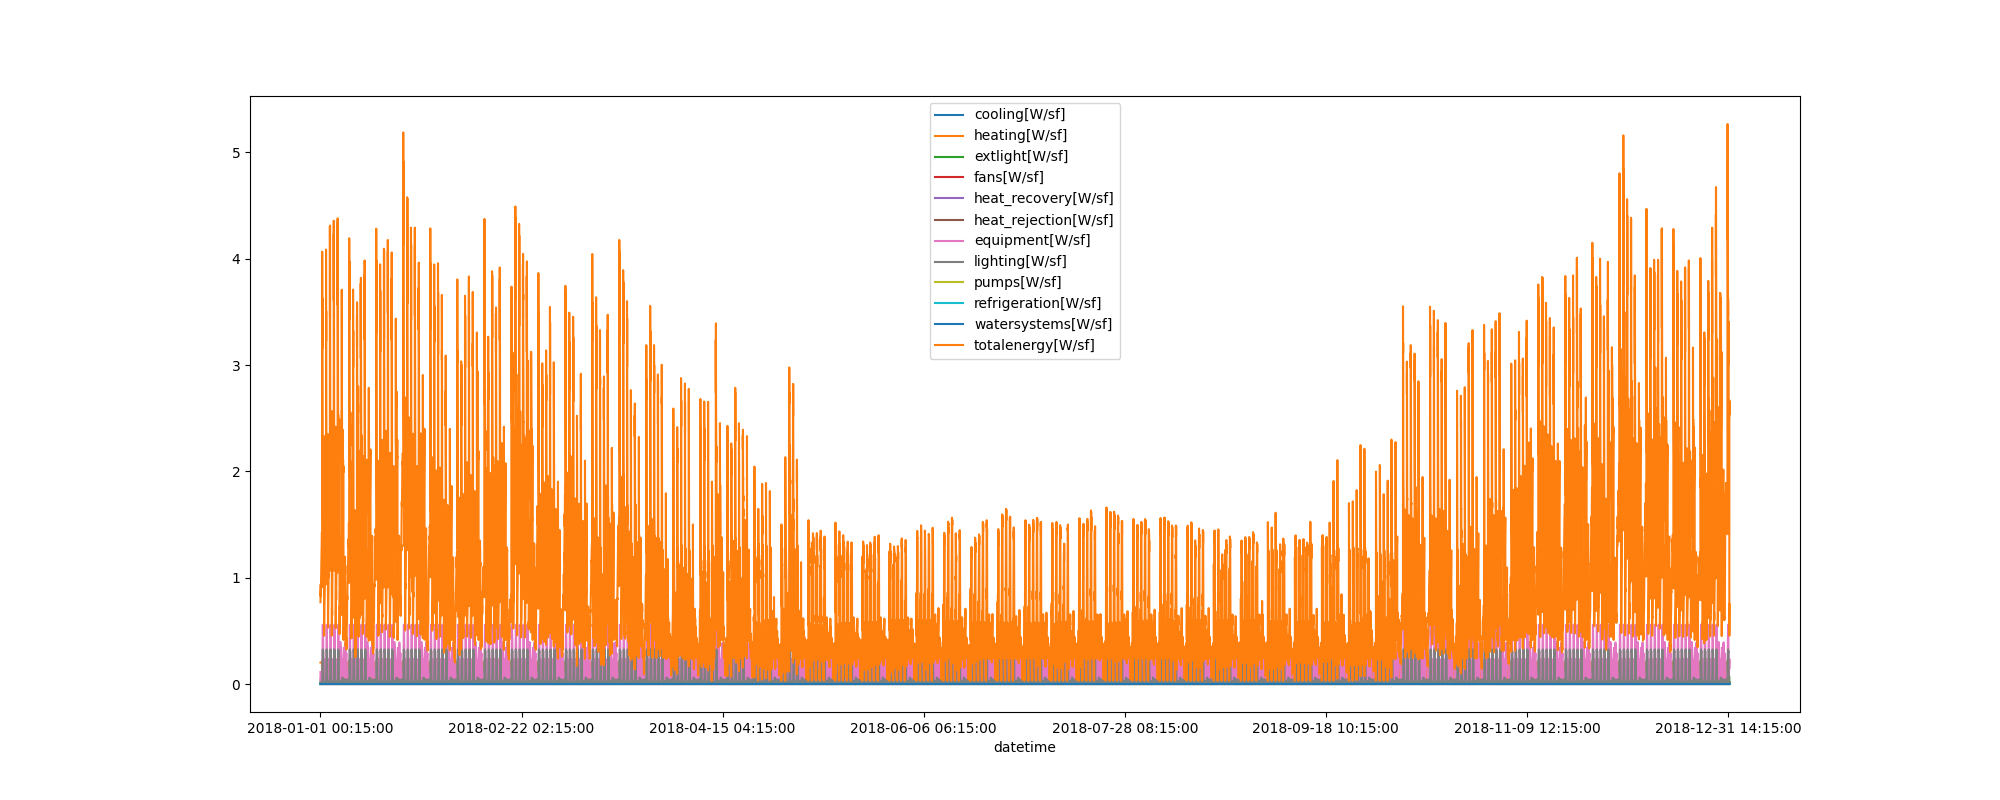 5
4
3
2
1
0
cooling[W/sf]
heating[W/sf]
extlight[W/sf]
fans[W/sf]
heat_recovery[W/sf]
heat_rejection[W/sf]
equipment[W/sf]
lighting[W/sf]
pumps[W/sf]
refrigeration[W/sf]
watersystems[W/sf]
totalenergy[W/sf]
2018-01-01 00:15:00 2018-02-22 02:15:00 2018-04-15 04:15:00 2018-06-06 06:15:00 2018-07-28 08:15:00 2018-09-18 10:15:00 2018-11-09 12:15:00 2018-12-31 14:15:00
datetime